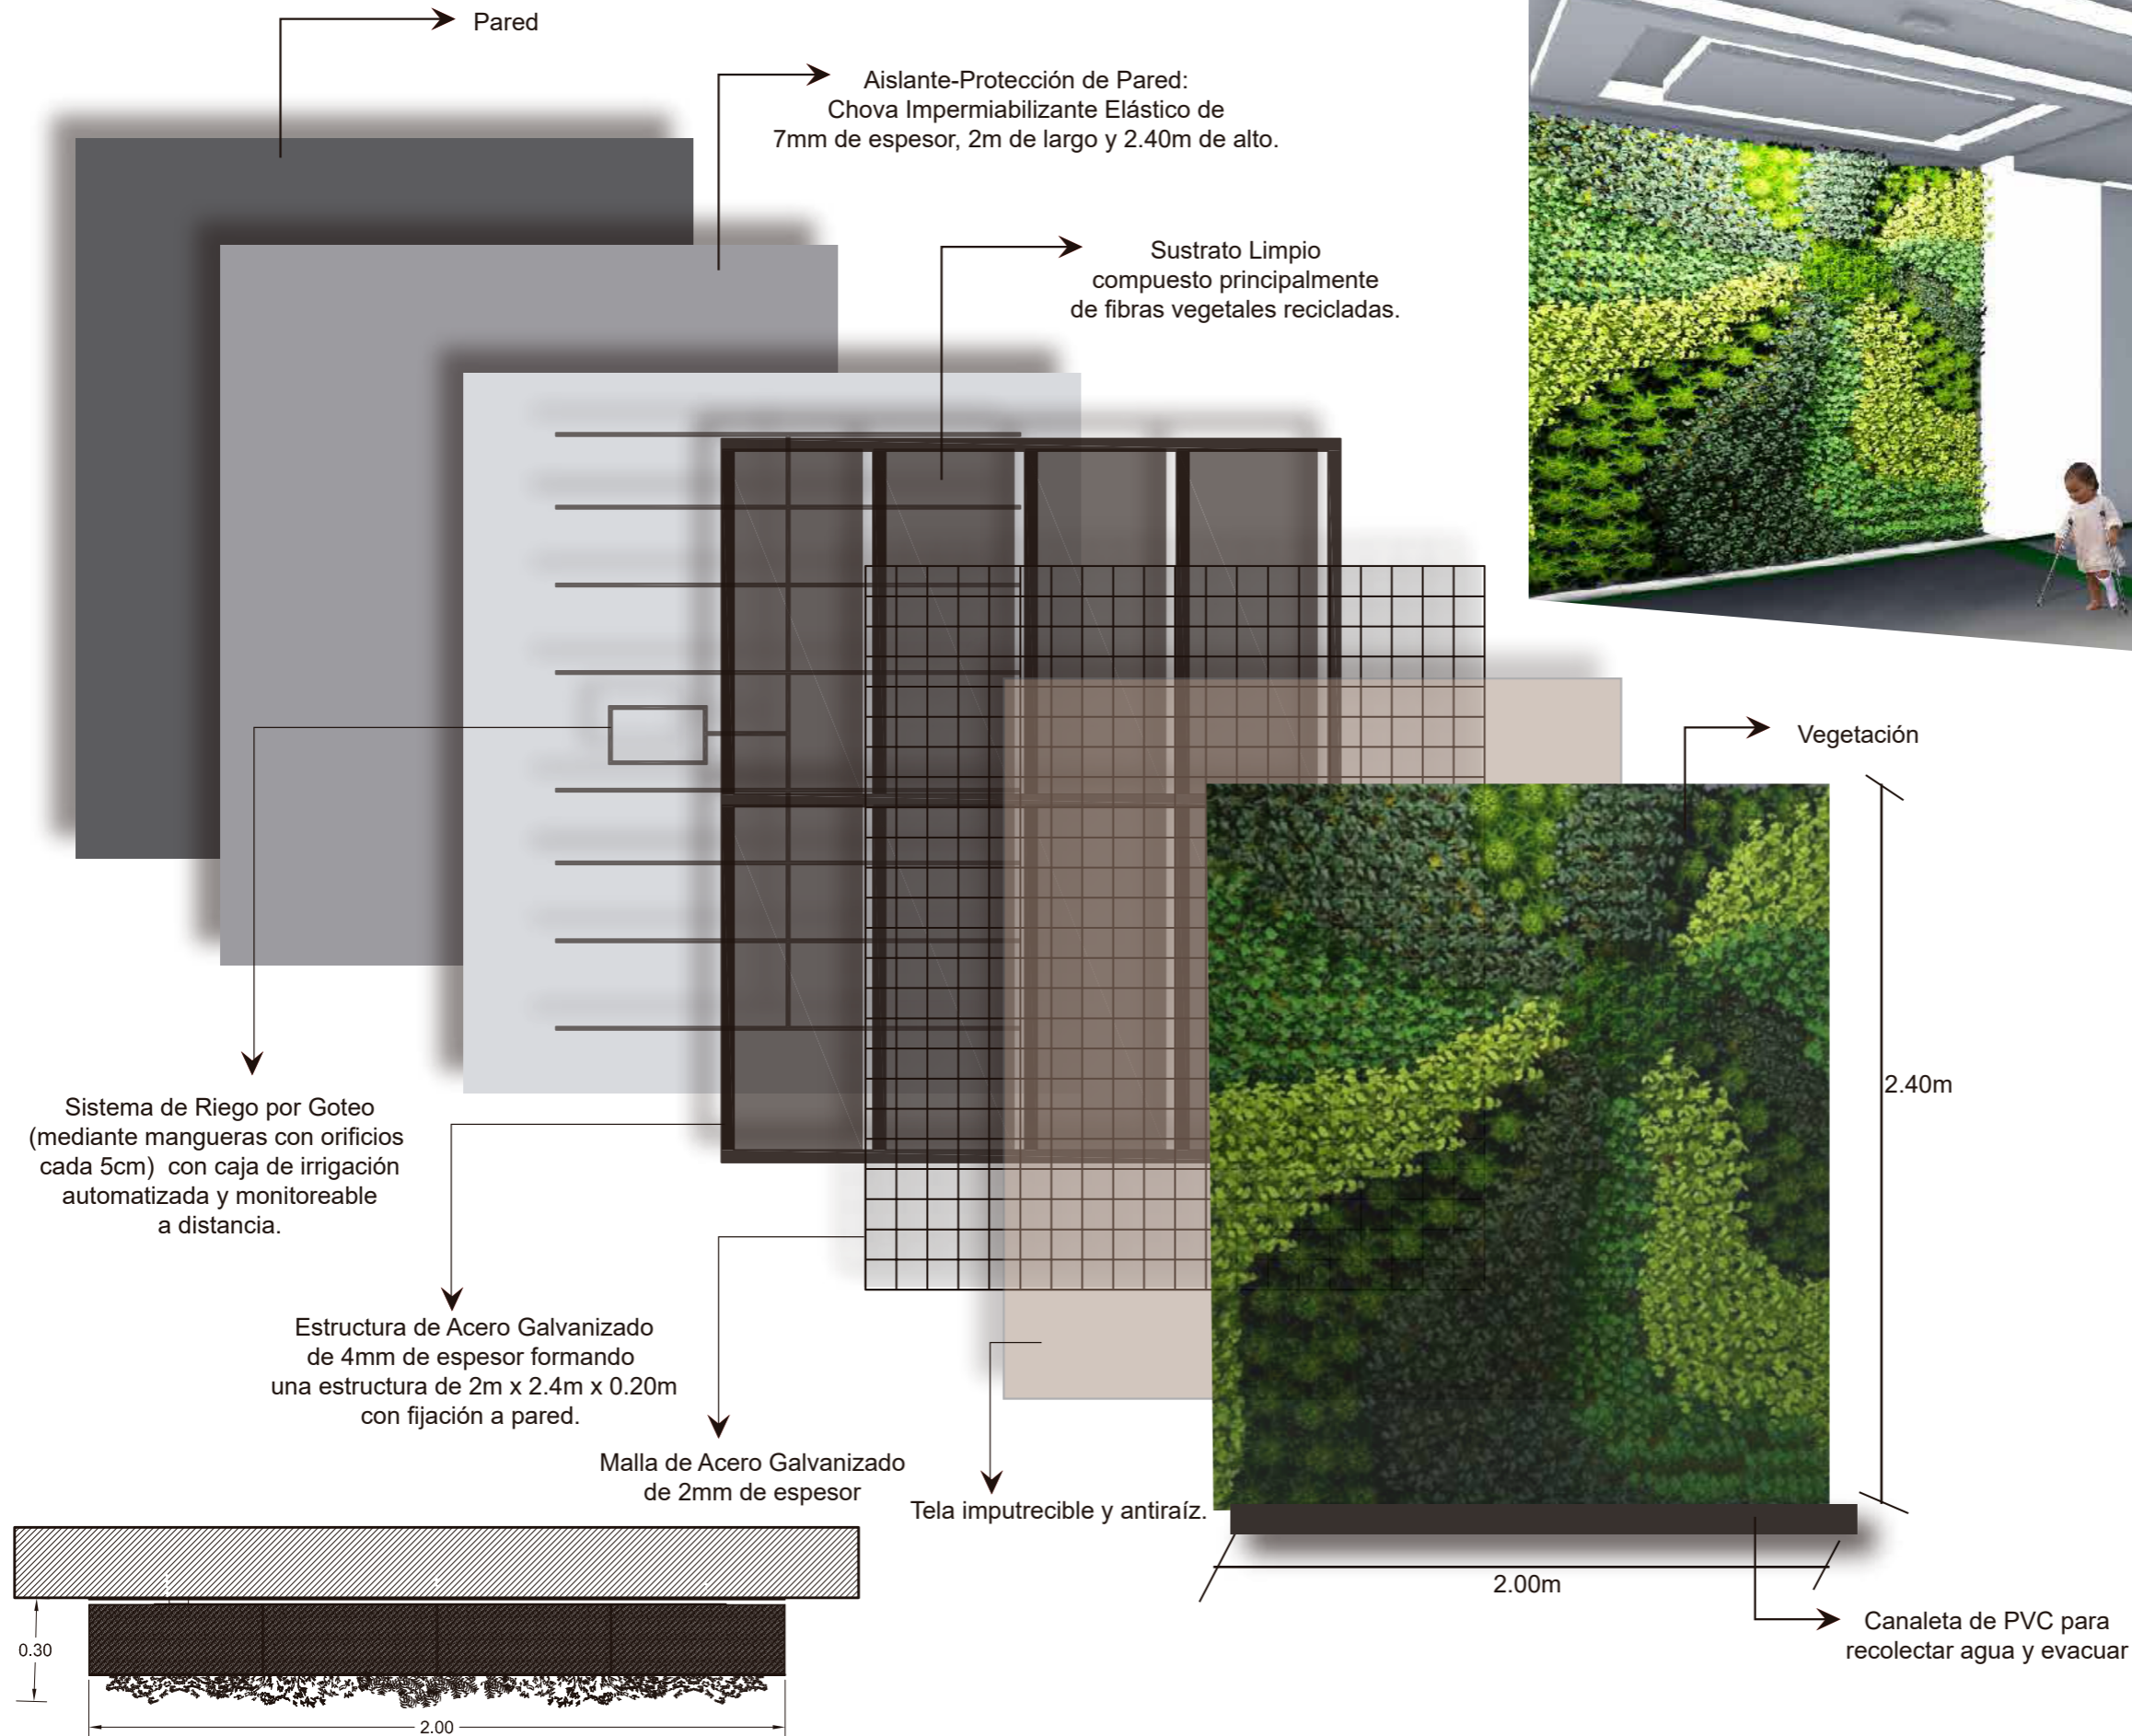 Pared
Aislante-Protección de Pared:
Chova Impermiabilizante Elástico de
7mm de espesor, 2m de largo y 2.40m de alto.
Sustrato Limpio
compuesto principalmente
de fibras vegetales recicladas.
Vegetación
2.40m
Sistema de Riego por Goteo
(mediante mangueras con orificios
cada 5cm) con caja de irrigación
automatizada y monitoreable
a distancia.
Estructura de Acero Galvanizado
de 4mm de espesor formando
una estructura de 2m x 2.4m x 0.20m
con fijación a pared.
Malla de Acero Galvanizado
de 2mm de espesor
Tela imputrecible y antiraíz.
2.00m
Canaleta de PVC para
recolectar agua y evacuar
0.30
2.00